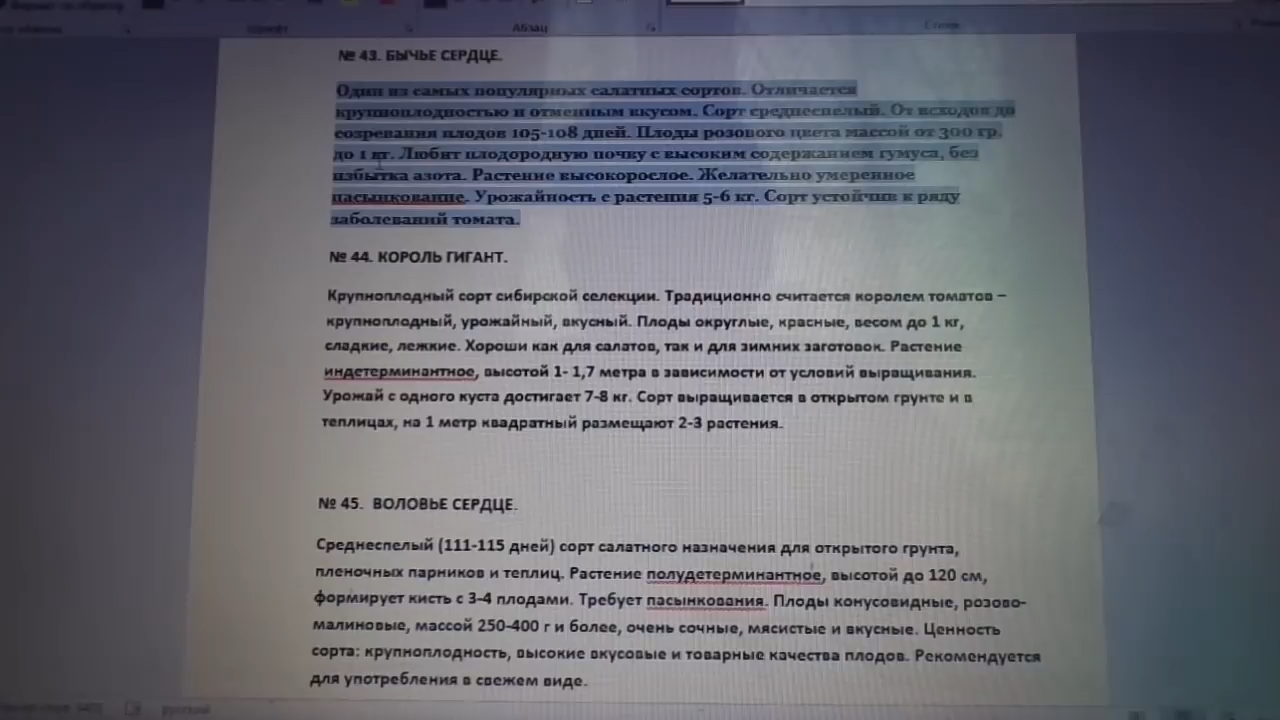 Абзац
№ 43. БЫЧЬЕ СЕРДЦЕ.
Один из самых популярных салатных сортов. Отличается
крупноплодностью и отменным вкусом. Сорт среднеспелый. От всходов до
созревания плодов 105-108 дней. Плоды розового цвета массой от 300 гр.
до 1 кг. Любит плодородную почву с высоким содержанием гумуса, без
избытка азота. Растение высокорослое. Желательно умеренное
пасынкование. Урожайность с растения 5-6 кг. Сорт устойчив к ряду
заболеваний томата.
№ 44. КОРОЛЬ ГИГАНТ.
Крупноплодный сорт сибирской селекции. Традиционно считается королем томатов –
крупноплодный, урожайный, вкусный. Плоды округлые, красные, весом до 1 кг,
сладкие, лежкие. Хороши как для салатов, так и для зимних заготовок. Растение
индетерминантное, высотой 1- 1,7 метра в зависимости от условий выращивания.
Урожай с одного куста достигает 7-8 кг. Сорт выращивается в открытом грунте и в
теплицах, на 1 метр квадратный размещают 2-3 растения.
№ 45. ВОЛОВЬЕ СЕРДЦЕ.
Среднеспелый (111-115 дней) сорт салатного назначения для открытого грунта,
пленочных парников и теплиц. Растение полудетерминантное, высотой до 120 см,
формирует кисть с 3-4 плодами. Требует пасынкования. Плоды конусовидные, розово-
малиновые, массой 250-400 г и более, очень сочные, мясистые и вкусные. Ценность
сорта: крупноплодность, высокие вкусовые и товарные качества плодов. Рекомендуется
для употребления в свежем виде.
русский